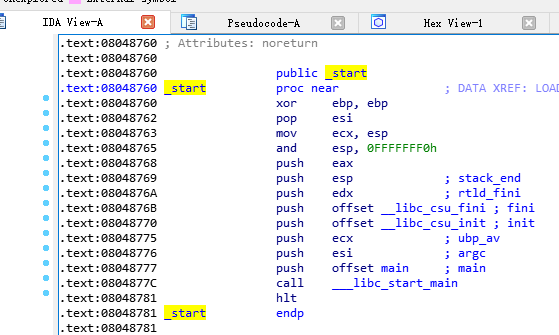 IDA View-A Pseudocode-A Hex View-1
.text:08048760 ; Attributes: noreturn
.text:08048760
.text:08048760 public _start
.text:08048760 _start proc near ; DATA XREF: LOAD
.text:08048760 xor ebp, ebp
.text:08048762 pop esi
.text:08048763 mov ecx, esp
.text:08048765 and esp, 0FFFFFFF0h
.text:08048768 push eax
.text:08048769 push esp ; stack_end
.text:0804876A push edx ; rtld_fini
.text:0804876B push offset __libc_csu_fini ; fini
.text:08048770 push offset __libc_csu_init ; init
.text:08048775 push ecx ; ubp_av
.text:08048776 push esi ; argc
.text:08048777 push offset main ; main
.text:0804877C call ___libc_start_main
.text:08048781 hlt
.text:08048781 _start endp
.text:08048781